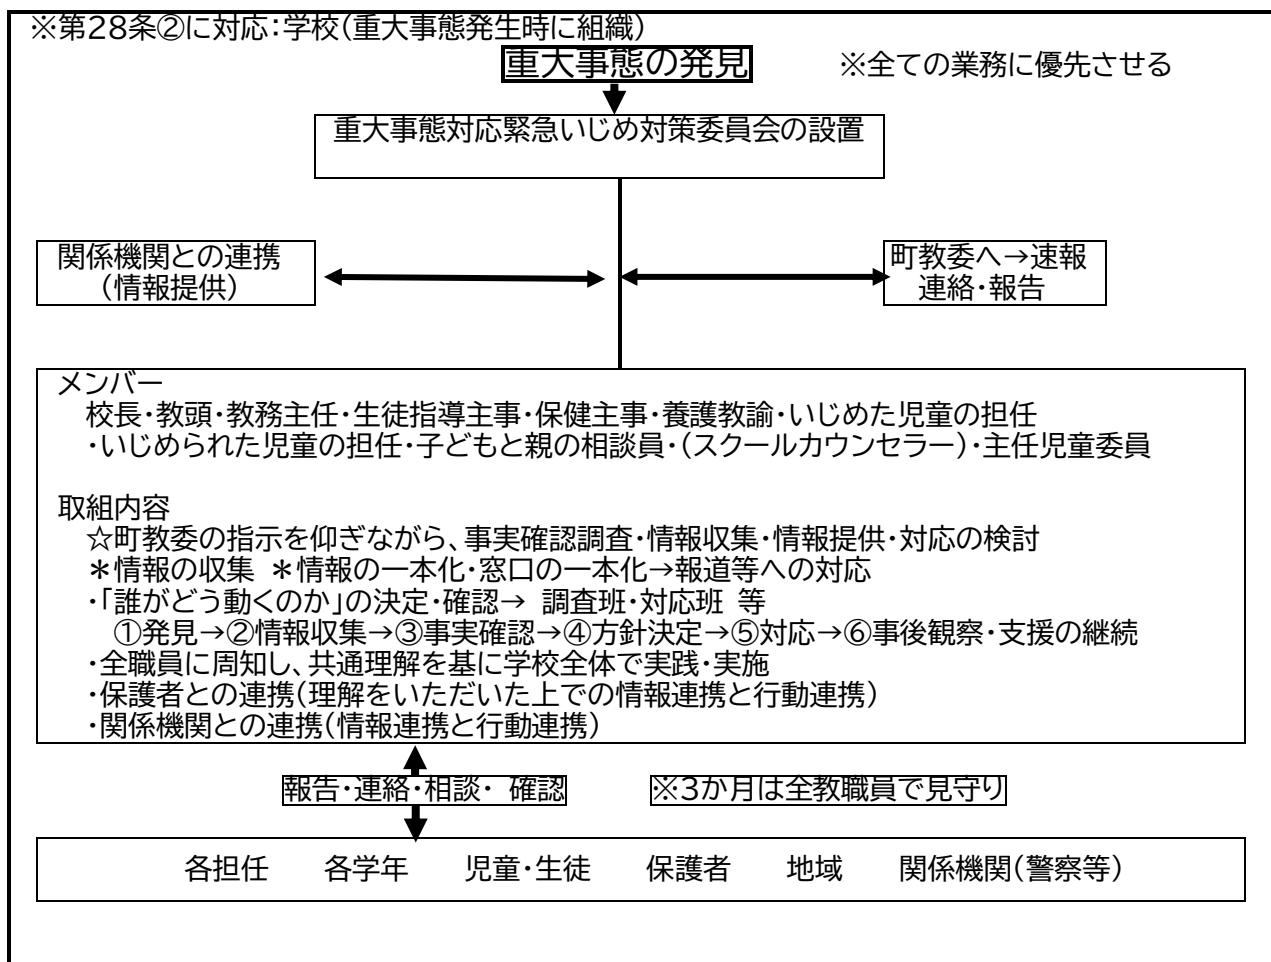 ※第28条②に対応：学校（重大事態発生時に組織）
重大事態の発見
※全ての業務に優先させる
重大事態対応緊急いじめ対策委員会の設置
関係機関との連携
（情報提供）
町教委へ→速報
連絡・報告
メンバー
校長・教頭・教務主任・生徒指導主事・保健主事・養護教諭・いじめた児童の担任
・いじめられた児童の担任・子どもと親の相談員・（スクールカウンセラー）・主任児童委員
取組内容
☆町教委の指示を仰ぎながら、事実確認調査・情報収集・情報提供・対応の検討
＊情報の収集 ＊情報の一本化・窓口の一本化→報道等への対応
・「誰がどう動くのか」の決定・確認→ 調査班・対応班 等
①発見→②情報収集→③事実確認→④方針決定→⑤対応→⑥事後観察・支援の継続
・全職員に周知し、共通理解を基に学校全体で実践・実施
・保護者との連携（理解をいただいた上での情報連携と行動連携）
・関係機関との連携（情報連携と行動連携）
報告・連絡・相談・ 確認
※3か月は全教職員で見守り
各担任 各学年 児童・生徒 保護者 地域 関係機関（警察等）